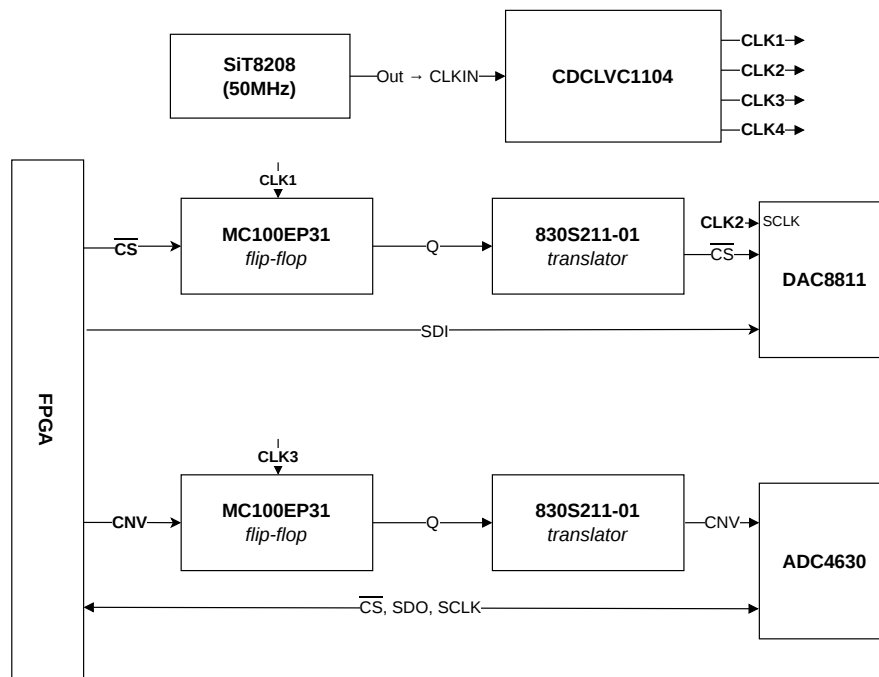 SiT8208
(50MHz)
Out → CLKIN
CDCLVC1104
CLK1
CLK2
CLK3
CLK4
FPGA
CLK1
CS
MC100EP31
flip-flop
Q
830S211-01
translator
CLK2
SCLK
CS
DAC8811
SDI
CLK3
CNV
MC100EP31
flip-flop
Q
830S211-01
translator
CNV
ADC4630
CS, SDO, SCLK